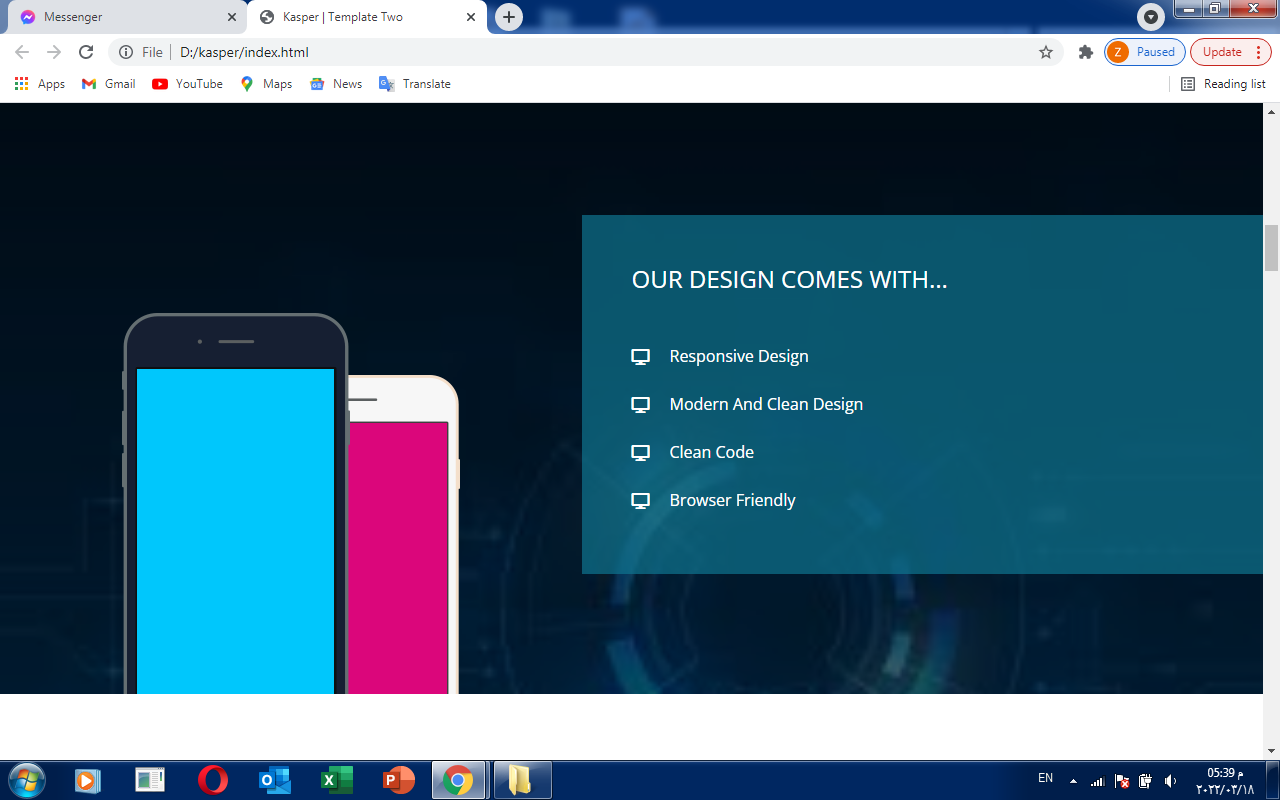 Messenger
Kasper | Template Two
File
D:/kasper/index.html
Z
Paused
Update
Apps
Gmail
YouTube
Maps
News
Translate
Reading list
OUR DESIGN COMES WITH...
Responsive Design
Modern And Clean Design
Clean Code
Browser Friendly
EN
05:39 م
٢٠٢٢/٠٣/١٨